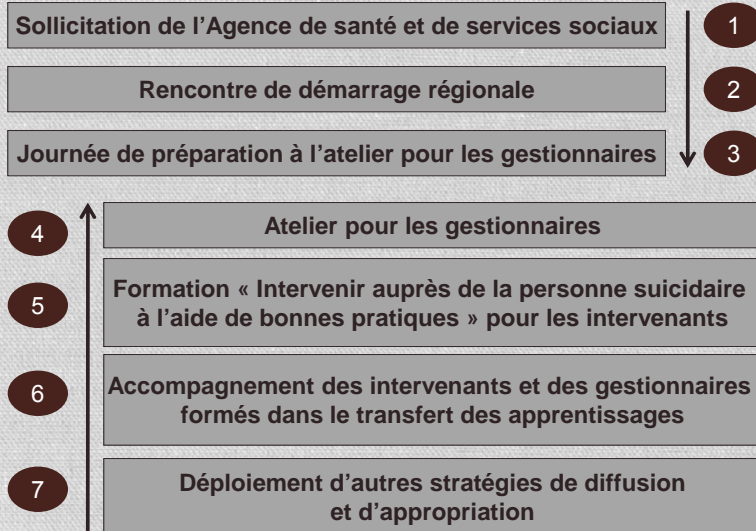 Sollicitation de l’Agence de santé et de services sociaux
1
Rencontre de démarrage régionale
2
Journée de préparation à l’atelier pour les gestionnaires
3
4
Atelier pour les gestionnaires
5
Formation « Intervenir auprès de la personne suicidaire
à l’aide de bonnes pratiques » pour les intervenants
6
Accompagnement des intervenants et des gestionnaires
formés dans le transfert des apprentissages
7
Déploiement d’autres stratégies de diffusion
et d’appropriation